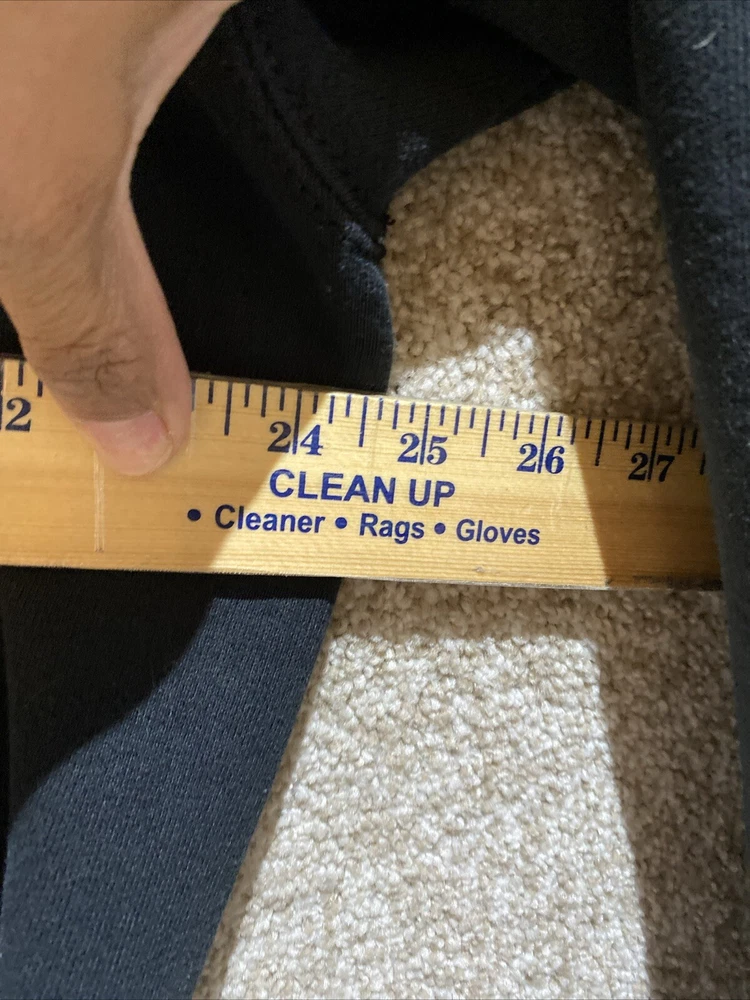 2 24 25 26 27
CLEAN UP
• Cleaner • Rags • Gloves